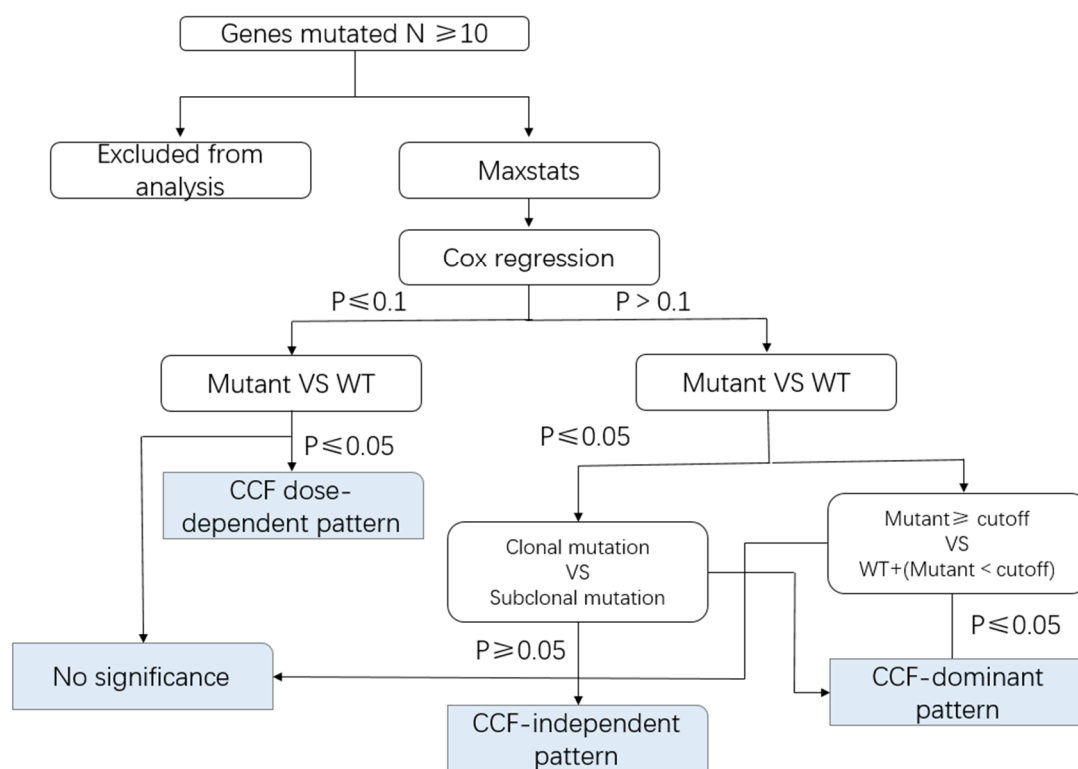 Genes mutated N ≥10
Excluded from
analysis
Maxstats
Cox regression
P≤0.1
P > 0.1
Mutant VS WT
Mutant VS WT
P≤0.05
P≤0.05
CCF dose-
dependent pattern
Clonal mutation
VS
Subclonal mutation
Mutant≥ cutoff
VS
WT+(Mutant < cutoff)
P≥0.05
P≤0.05
No significance
CCF-independent
pattern
CCF-dominant
pattern